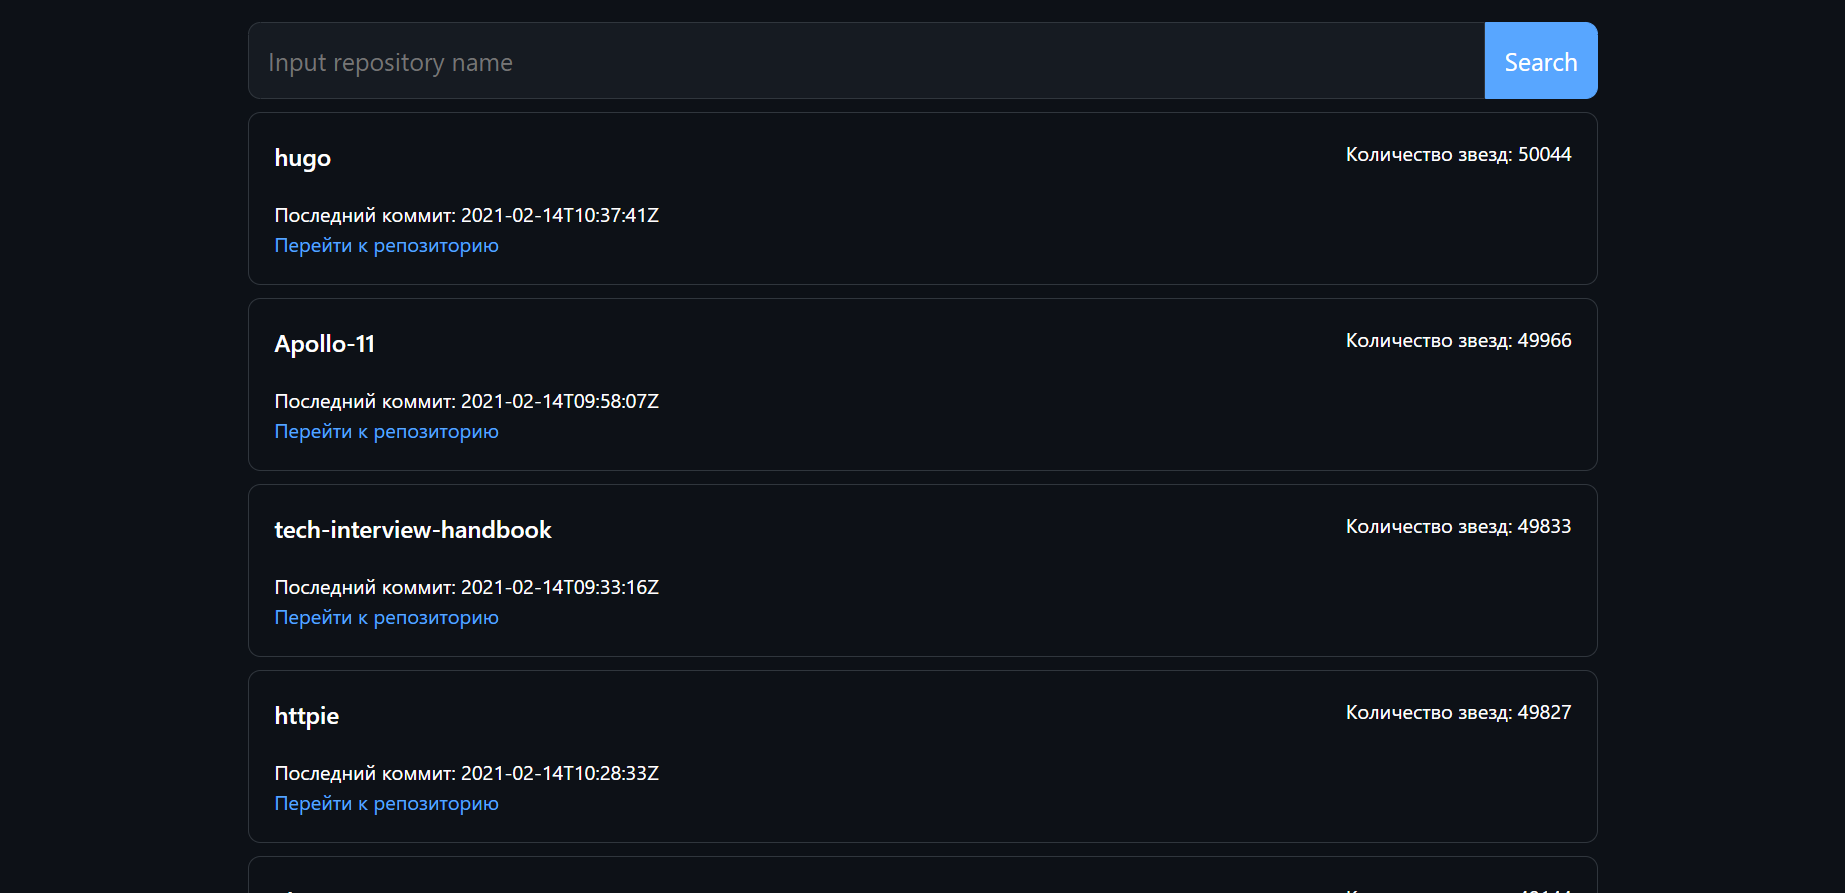 Input repository name
Search
hugo
Количество звезд: 50044
Последний коммит: 2021-02-14T10:37:41Z
Перейти к репозиторию
Apollo-11
Количество звезд: 49966
Последний коммит: 2021-02-14T09:58:07Z
Перейти к репозиторию
tech-interview-handbook
Количество звезд: 49833
Последний коммит: 2021-02-14T09:33:16Z
Перейти к репозиторию
httpie
Количество звезд: 49827
Последний коммит: 2021-02-14T10:28:33Z
Перейти к репозиторию